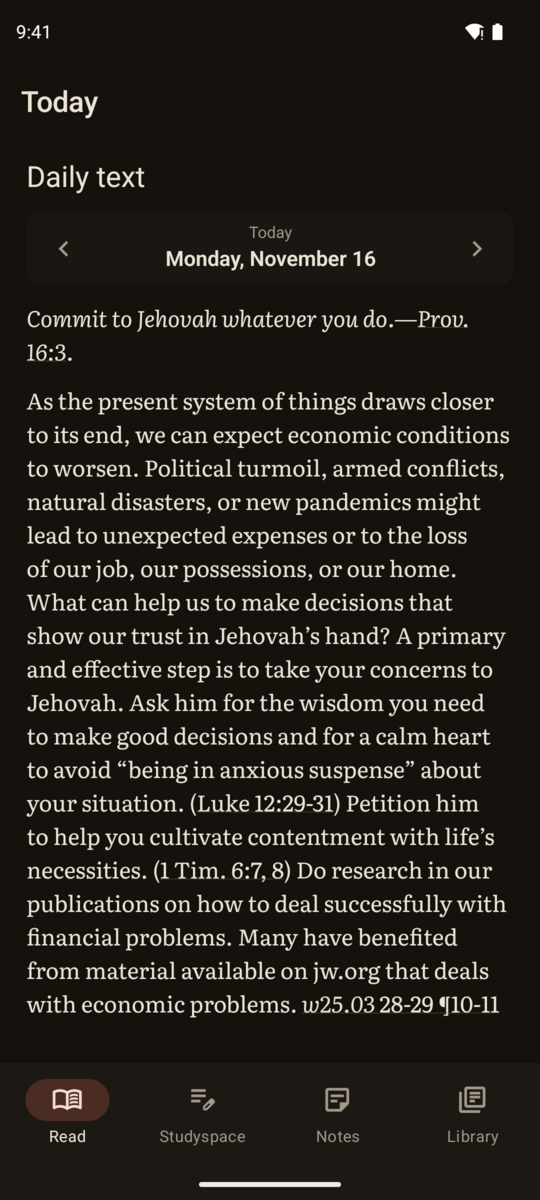 9:41
Today
Daily text
Today
Monday, November 16
Commit to Jehovah whatever you do.—Prov.
16:3.
As the present system of things draws closer
to its end, we can expect economic conditions
to worsen. Political turmoil, armed conflicts,
natural disasters, or new pandemics might
lead to unexpected expenses or to the loss
of our job, our possessions, or our home.
What can help us to make decisions that
show our trust in Jehovah’s hand? A primary
and effective step is to take your concerns to
Jehovah. Ask him for the wisdom you need
to make good decisions and for a calm heart
to avoid “being in anxious suspense” about
your situation. (Luke 12:29-31) Petition him
to help you cultivate contentment with life’s
necessities. (1 Tim. 6:7, 8) Do research in our
publications on how to deal successfully with
financial problems. Many have benefited
from material available on jw.org that deals
with economic problems. w25.03 28-29 ¶10-11
Read
Studyspace
Notes
Library